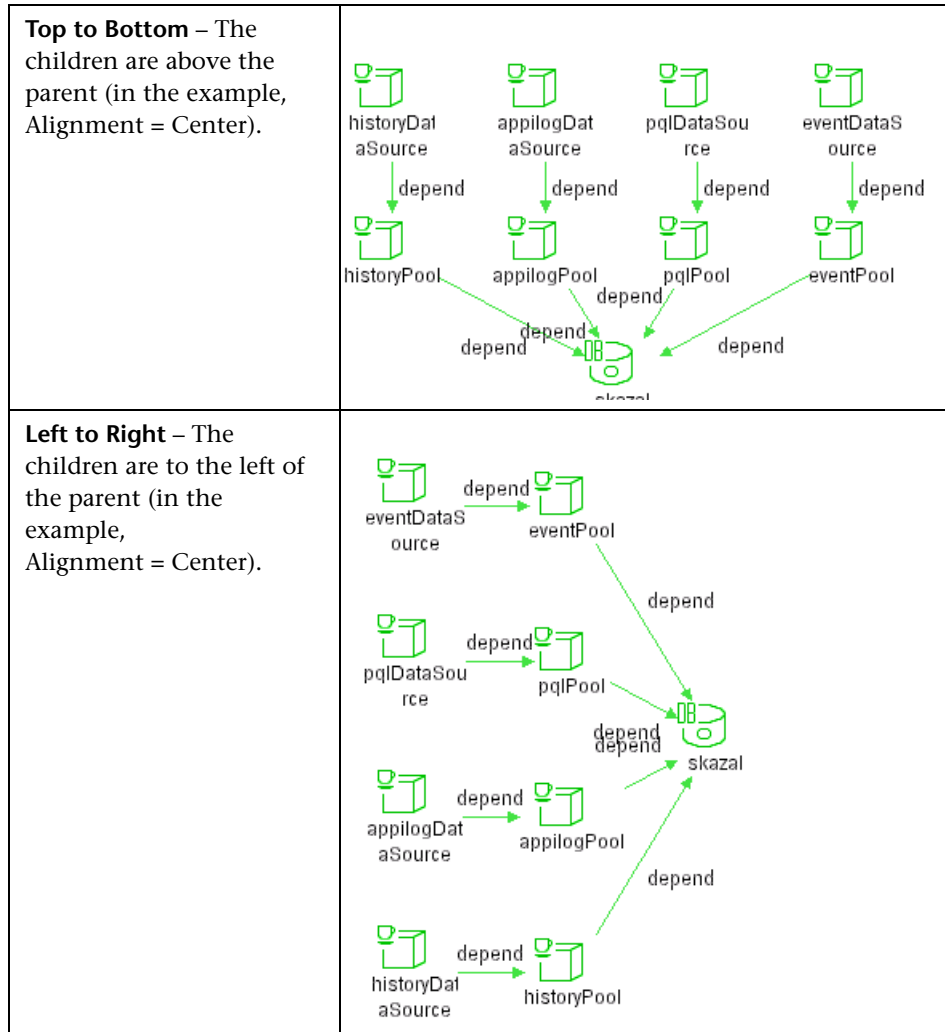 Top to Bottom – The
children are above the
parent (in the example,
Alignment = Center).
historyDat
aSource
appilogDat
aSource
pqlDataSou
rce
eventDataS
ource
depend
depend
depend
depend
historyPool
appilogPool
pqlPool
eventPool
depend
depend
depend
depend
Left to Right – The
children are to the left of
the parent (in the
example,
Alignment = Center).
eventDataS
ource
depend
eventPool
depend
pqlDataSou
rce
depend
pqlPool
depend
depend
skazal
appilogDat
aSource
depend
appilogPool
depend
historyDat
aSource
depend
historyPool